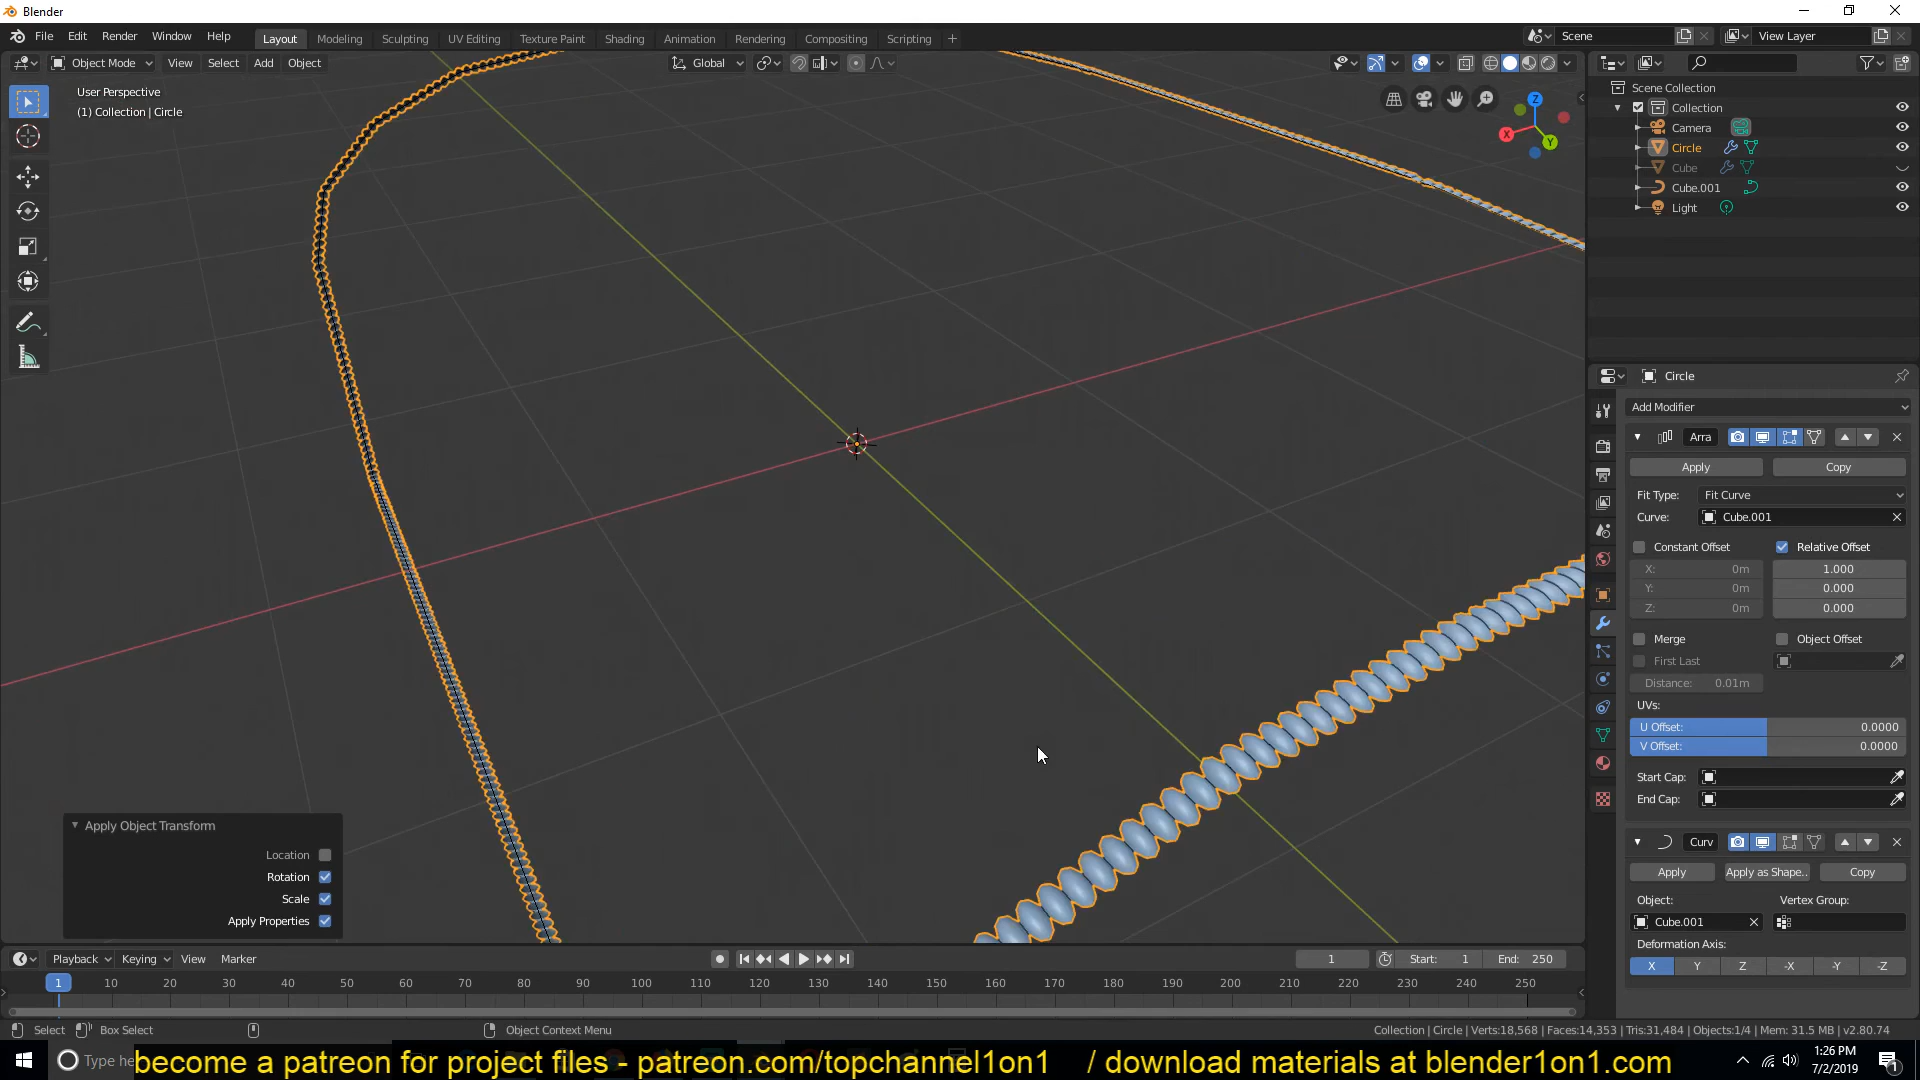 Blender
File Edit Render Window Help
Layout Modeling Sculpting UV Editing Texture Paint Shading Animation Rendering Compositing Scripting +
Scene
View Layer
Object Mode View Select Add Object
Global
User Perspective
(1) Collection | Circle
X
Y
Z
Scene Collection
Collection
Camera
Circle
Cube
Cube.001
Light
Circle
Add Modifier
Arra
Apply Copy
Fit Type: Fit Curve
Curve: Cube.001
Constant Offset Relative Offset
X: 0m 1.000
Y: 0m 0.000
Z: 0m 0.000
Merge Object Offset
First Last
Distance: 0.01m
UVs:
U Offset: 0.0000
V Offset: 0.0000
Start Cap:
End Cap:
Curv
Apply Apply as Shape.. Copy
Object: Vertex Group:
Cube.001
Deformation Axis:
X Y Z -X -Y -Z
Apply Object Transform
Location
Rotation
Scale
Apply Properties
Playback Keying View Marker
1 Start: 1 End: 250
1 10 20 30 40 50 60 70 80 90 100 110 120 130 140 150 160 170 180 190 200 210 220 230 240 250
Select Box Select Object Context Menu
Collection | Circle | Verts:18,568 | Faces:14,353 | Tris:31,484 | Objects:1/4 | Mem: 31.5 MB | v2.80.74
Type he
become a patreon for project files - patreon.com/topchannel1on1 / download materials at blender1on1.com
1:26 PM
7/2/2019
1